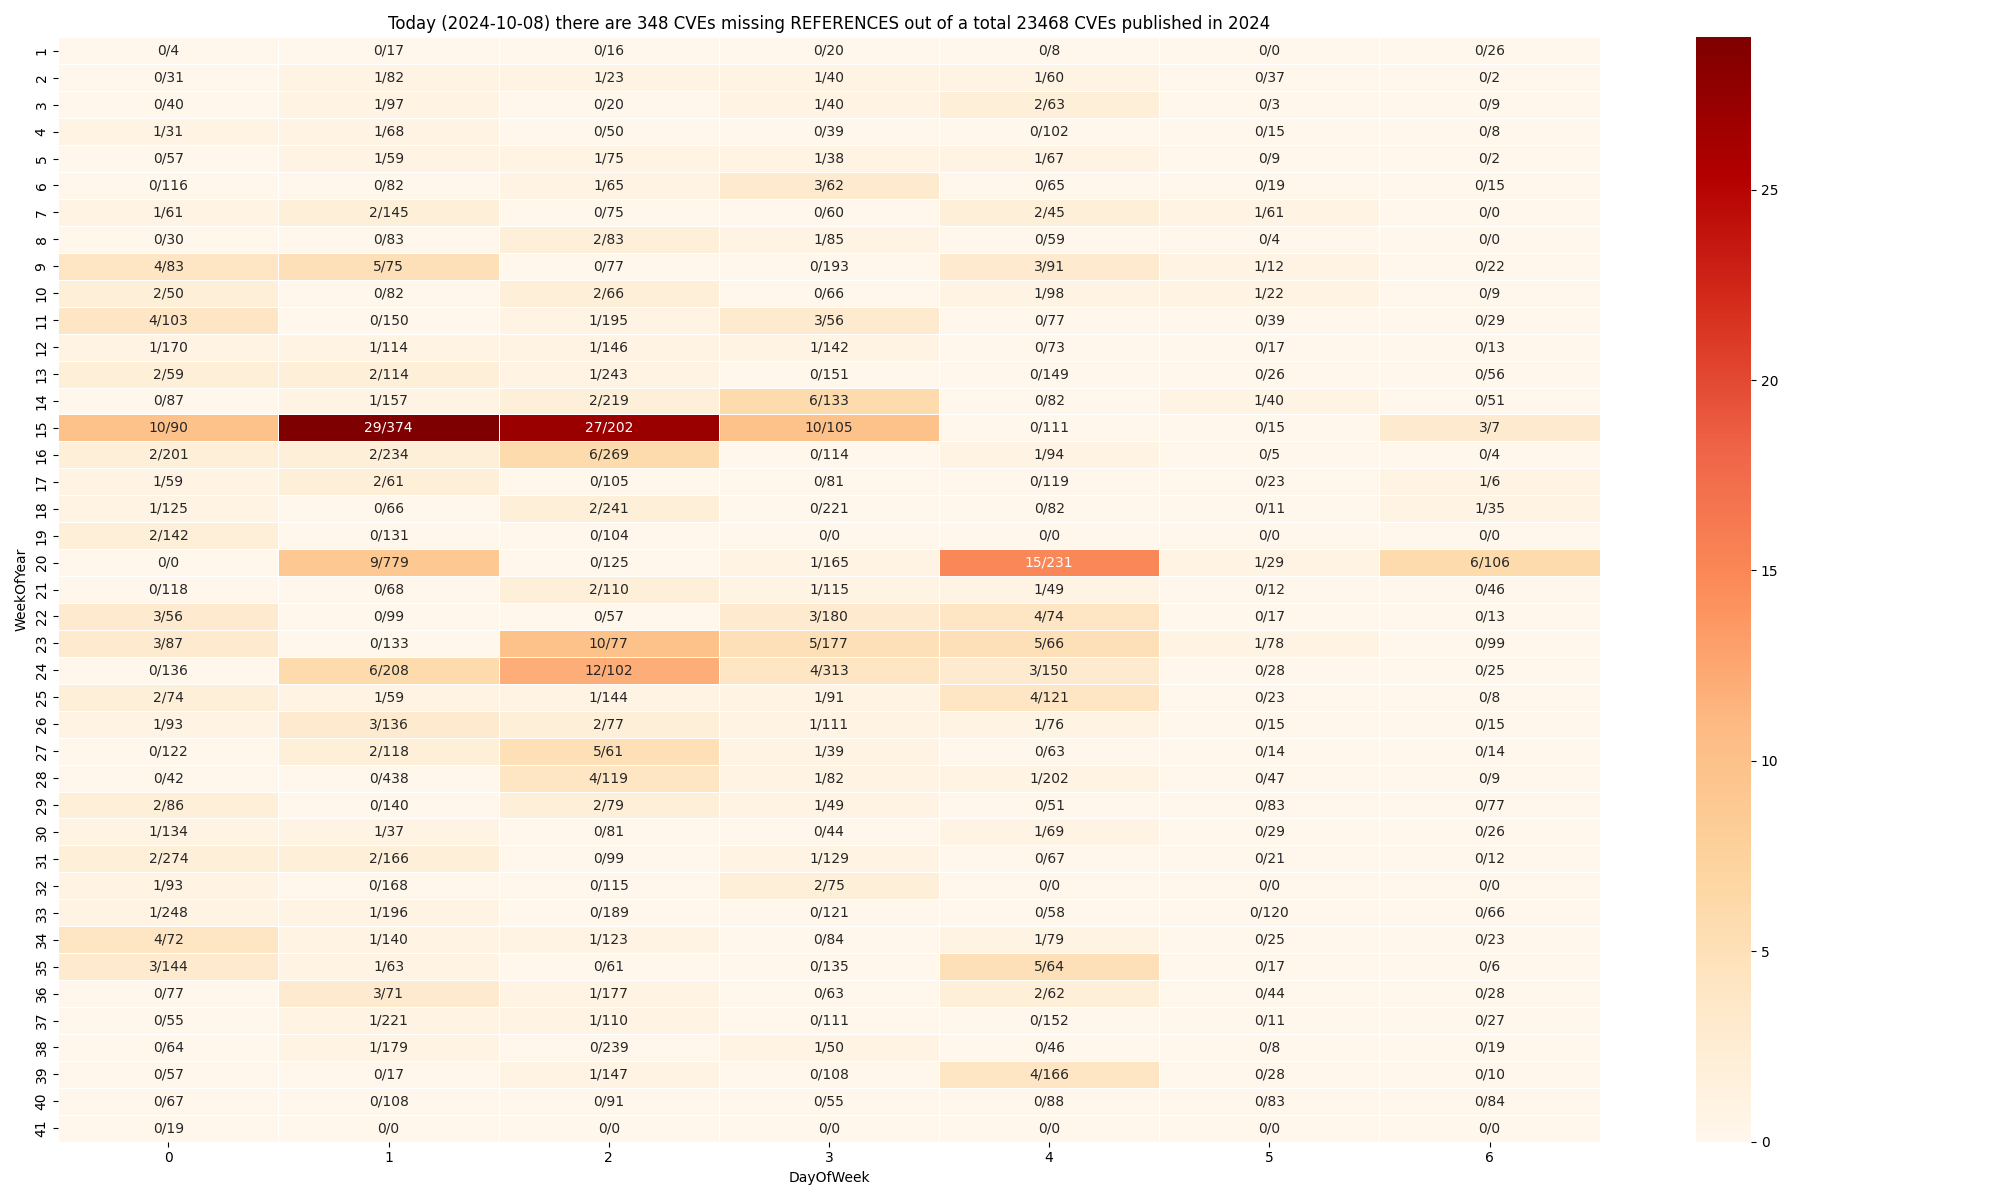 Today (2024-10-08) there are 348 CVEs missing REFERENCES out of a total 23468 CVEs published in 2024
1 0/4 0/17 0/16 0/20 0/8 0/0 0/26
2 0/31 1/82 1/23 1/40 1/60 0/37 0/2
3 0/40 1/97 0/20 1/40 2/63 0/3 0/9
4 1/31 1/68 0/50 0/39 0/102 0/15 0/8
5 0/57 1/59 1/75 1/38 1/67 0/9 0/2
6 0/116 0/82 1/65 3/62 0/65 0/19 0/15
7 1/61 2/145 0/75 0/60 2/45 1/61 0/0
8 0/30 0/83 2/83 1/85 0/59 0/4 0/0
9 4/83 5/75 0/77 0/193 3/91 1/12 0/22
10 2/50 0/82 2/66 0/66 1/98 1/22 0/9
11 4/103 0/150 1/195 3/56 0/77 0/39 0/29
12 1/170 1/114 1/146 1/142 0/73 0/17 0/13
13 2/59 2/114 1/243 0/151 0/149 0/26 0/56
14 0/87 1/157 2/219 6/133 0/82 1/40 0/51
15 10/90 29/374 27/202 10/105 0/111 0/15 3/7
16 2/201 2/234 6/269 0/114 1/94 0/5 0/4
17 1/59 2/61 0/105 0/81 0/119 0/23 1/6
18 1/125 0/66 2/241 0/221 0/82 0/11 1/35
19 2/142 0/131 0/104 0/0 0/0 0/0 0/0
20 0/0 9/779 0/125 1/165 15/231 1/29 6/106
21 0/118 0/68 2/110 1/115 1/49 0/12 0/46
22 3/56 0/99 0/57 3/180 4/74 0/17 0/13
23 3/87 0/133 10/77 5/177 5/66 1/78 0/99
24 0/136 6/208 12/102 4/313 3/150 0/28 0/25
25 2/74 1/59 1/144 1/91 4/121 0/23 0/8
26 1/93 3/136 2/77 1/111 1/76 0/15 0/15
27 0/122 2/118 5/61 1/39 0/63 0/14 0/14
28 0/42 0/438 4/119 1/82 1/202 0/47 0/9
29 2/86 0/140 2/79 1/49 0/51 0/83 0/77
30 1/134 1/37 0/81 0/44 1/69 0/29 0/26
31 2/274 2/166 0/99 1/129 0/67 0/21 0/12
32 1/93 0/168 0/115 2/75 0/0 0/0 0/0
33 1/248 1/196 0/189 0/121 0/58 0/120 0/66
34 4/72 1/140 1/123 0/84 1/79 0/25 0/23
35 3/144 1/63 0/61 0/135 5/64 0/17 0/6
36 0/77 3/71 1/177 0/63 2/62 0/44 0/28
37 0/55 1/221 1/110 0/111 0/152 0/11 0/27
38 0/64 1/179 0/239 1/50 0/46 0/8 0/19
39 0/57 0/17 1/147 0/108 4/166 0/28 0/10
40 0/67 0/108 0/91 0/55 0/88 0/83 0/84
41 0/19 0/0 0/0 0/0 0/0 0/0 0/0
0 1 2 3 4 5 6
DayOfWeek
WeekOfYear
25
20
15
10
5
0